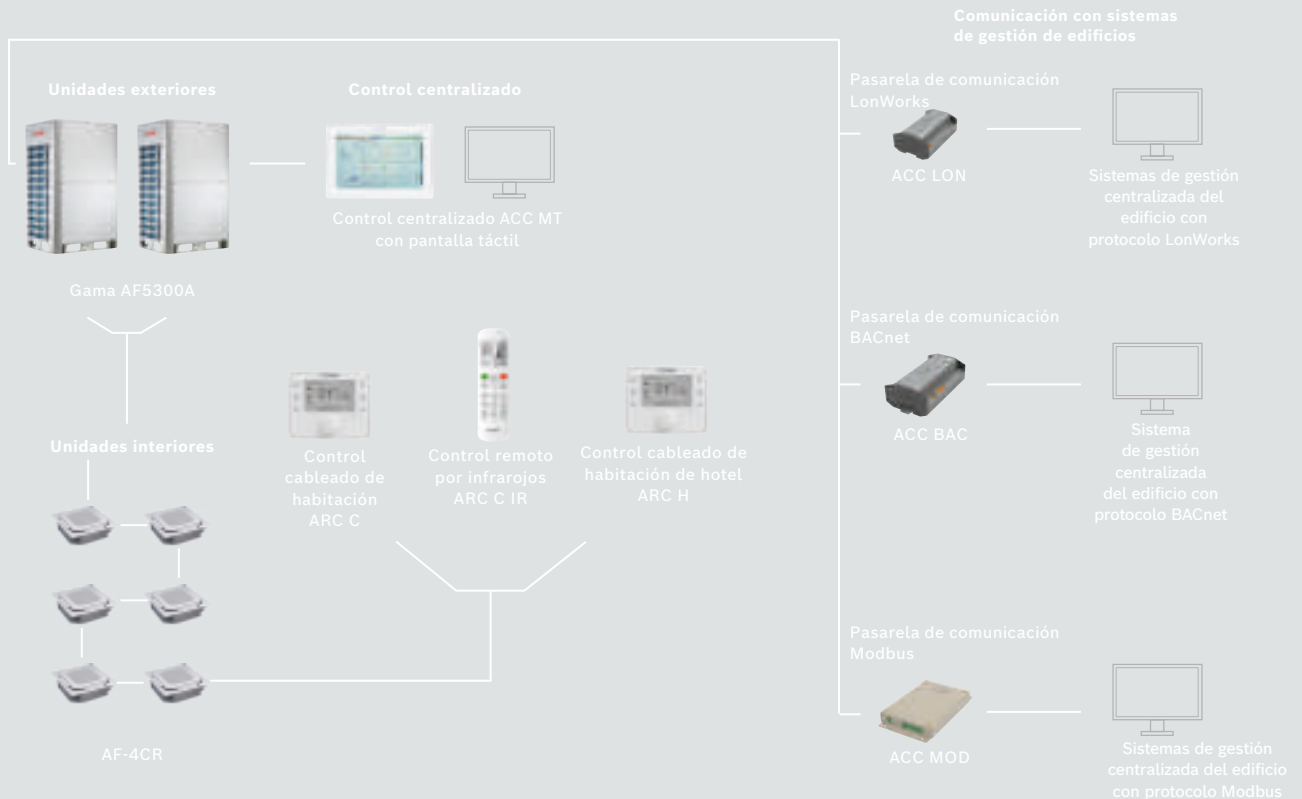 Comunicación con sistemas
de gestión de edificios
Unidades exteriores
Control centralizado
Pasarela de comunicación
LonWorks
ACC LON
Sistemas de gestión
centralizada del
edificio con
protocolo LonWorks
Control centralizado ACC MT
con pantalla táctil
Gama AF5300A
Pasarela de comunicación
BACnet
ACC BAC
Sistema
de gestión
centralizada
del edificio con
protocolo BACnet
Unidades interiores
Control
cableado de
habitación
ARC C
Control remoto
por infrarojos
ARC C IR
Control cableado de
habitación de hotel
ARC H
Pasarela de comunicación
Modbus
ACC MOD
Sistemas de gestión
centralizada del edificio
con protocolo Modbus
AF-4CR